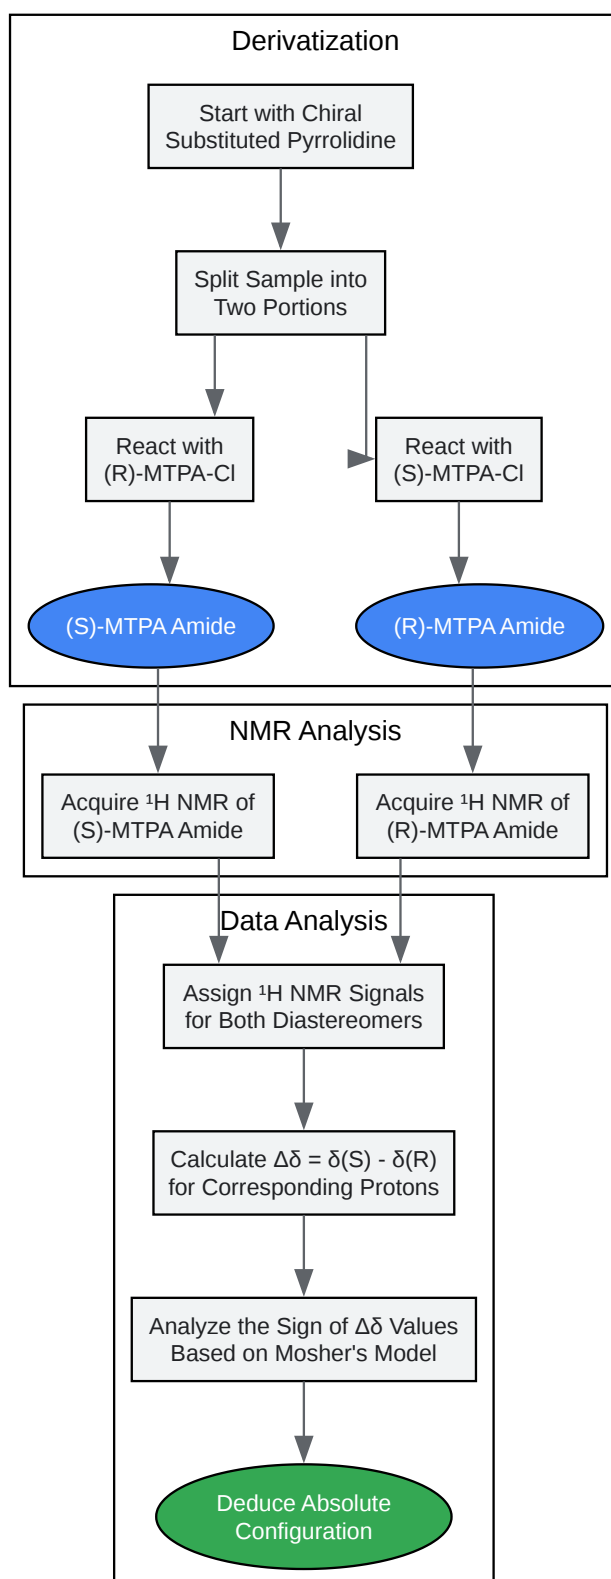 Derivatization
Start with Chiral
Substituted Pyrrolidine
Split Sample into
Two Portions
React with
(R)-MTPA-Cl
React with
(S)-MTPA-Cl
(S)-MTPA Amide
(R)-MTPA Amide
NMR Analysis
Acquire ¹H NMR of
(S)-MTPA Amide
Acquire ¹H NMR of
(R)-MTPA Amide
Data Analysis
Assign ¹H NMR Signals
for Both Diastereomers
Calculate Δδ = δ(S) - δ(R)
for Corresponding Protons
Analyze the Sign of Δδ Values
Based on Mosher's Model
Deduce Absolute
Configuration